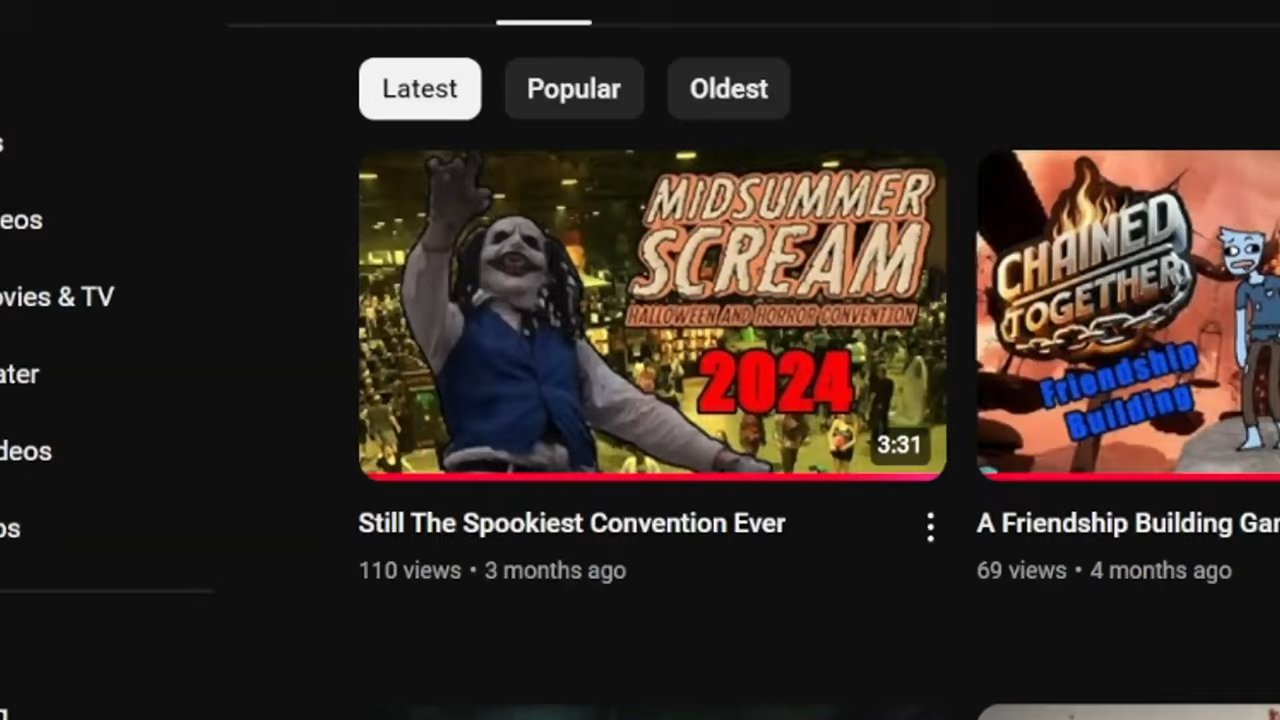 Latest
Popular
Oldest
eos
ovies & TV
ater
deos
os
MIDSUMMER
SCREAM
HALLOWEEN AND HORROR CONVENTION
2024
3:31
CHAINED
TOGETHER
Friendship
Building
Still The Spookiest Convention Ever
110 views • 3 months ago
A Friendship Building Gar
69 views • 4 months ago